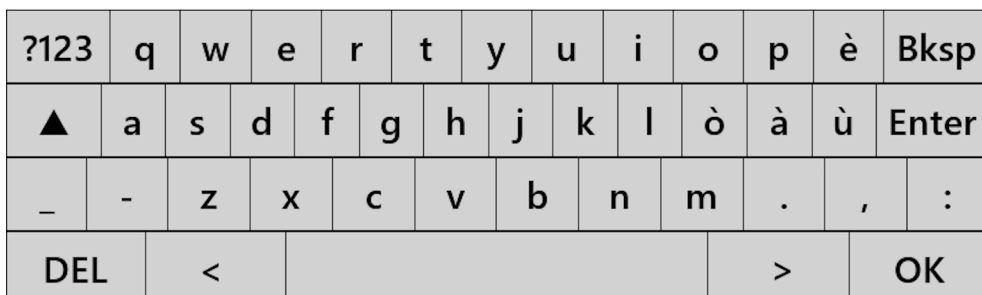 ?123 q w e r t y u i o p è Bksp
▲ a s d f g h j k l ò à ù Enter
_ - z x c v b n m . , :
DEL < > OK